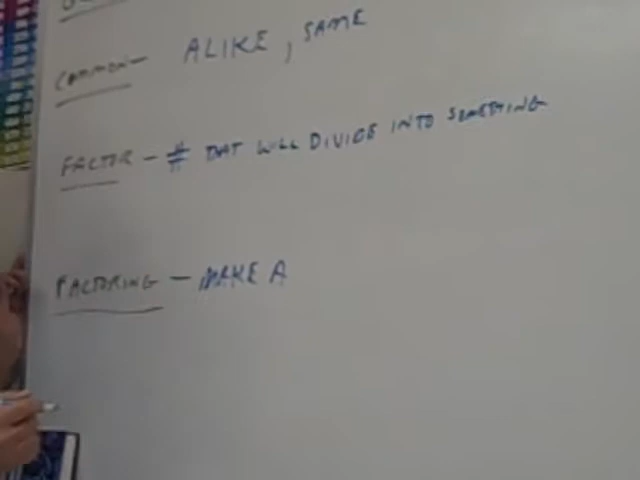 COMMON - ALIKE, SAME
FACTOR - # THAT WILL DIVIDE INTO SOMETHING
FACTORING - MAKE A